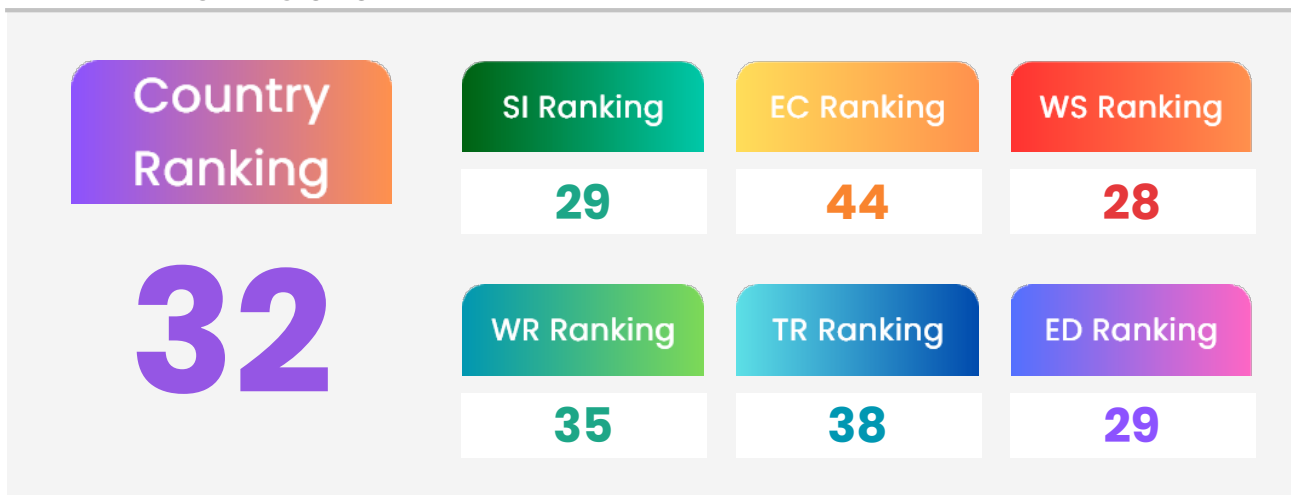 Country
Ranking
32
SI Ranking
EC Ranking
WS Ranking
29
44
28
WR Ranking
TR Ranking
ED Ranking
35
38
29